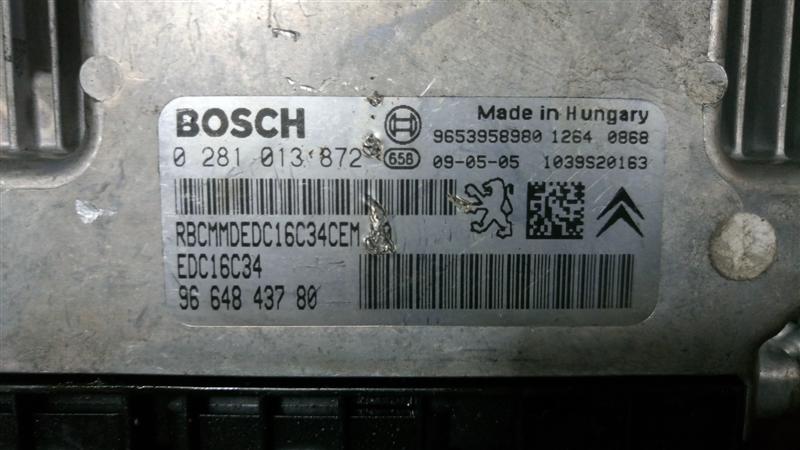 BOSCH
Made in Hungary
9653958980 1264 0868
0 281 013 872
658
09-05-05 1039S20163
RBCMMDEDC16C34CEM
EDC16C34
96 648 437 80